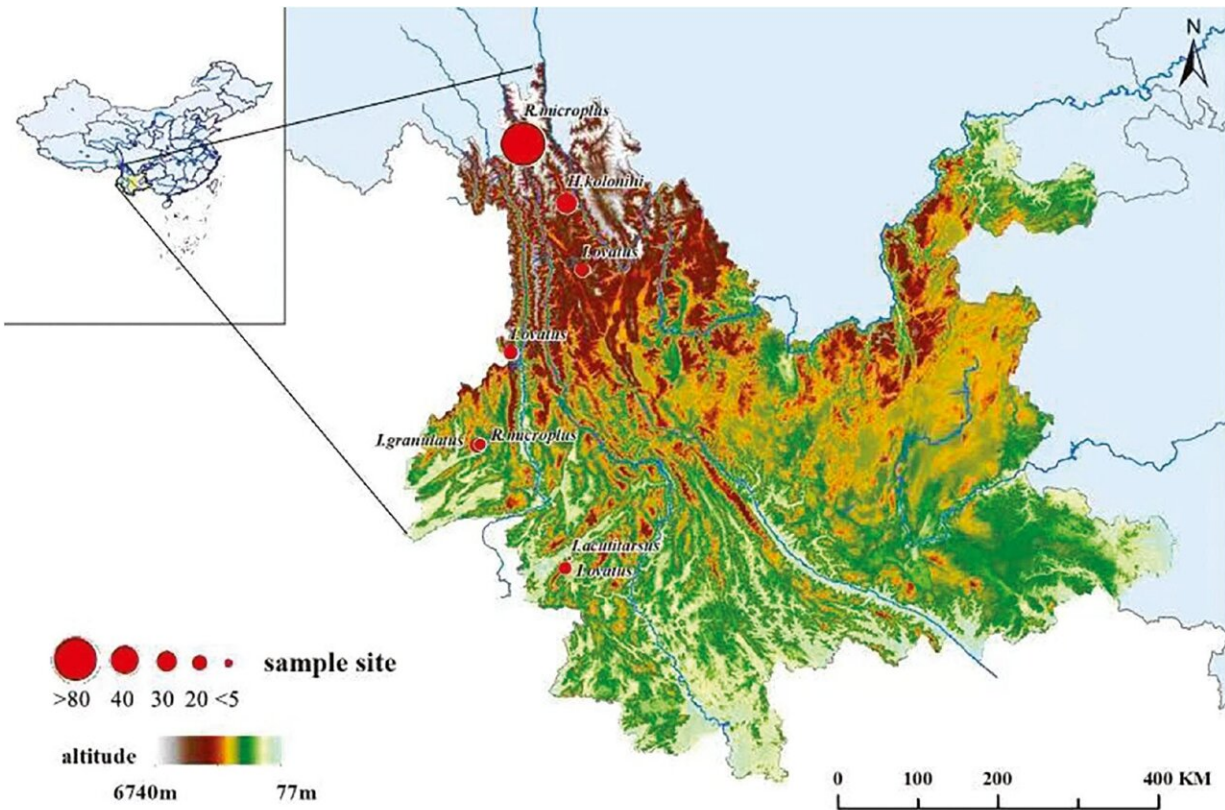 N
R.microplus
H.kolonini
I.ovatus
I.ovatus
I.granulatus R.microplus
I.acutitarsus
I.ovatus
sample site
>80 40 30 20 <5
altitude
6740m 77m
0 100 200 400 KM